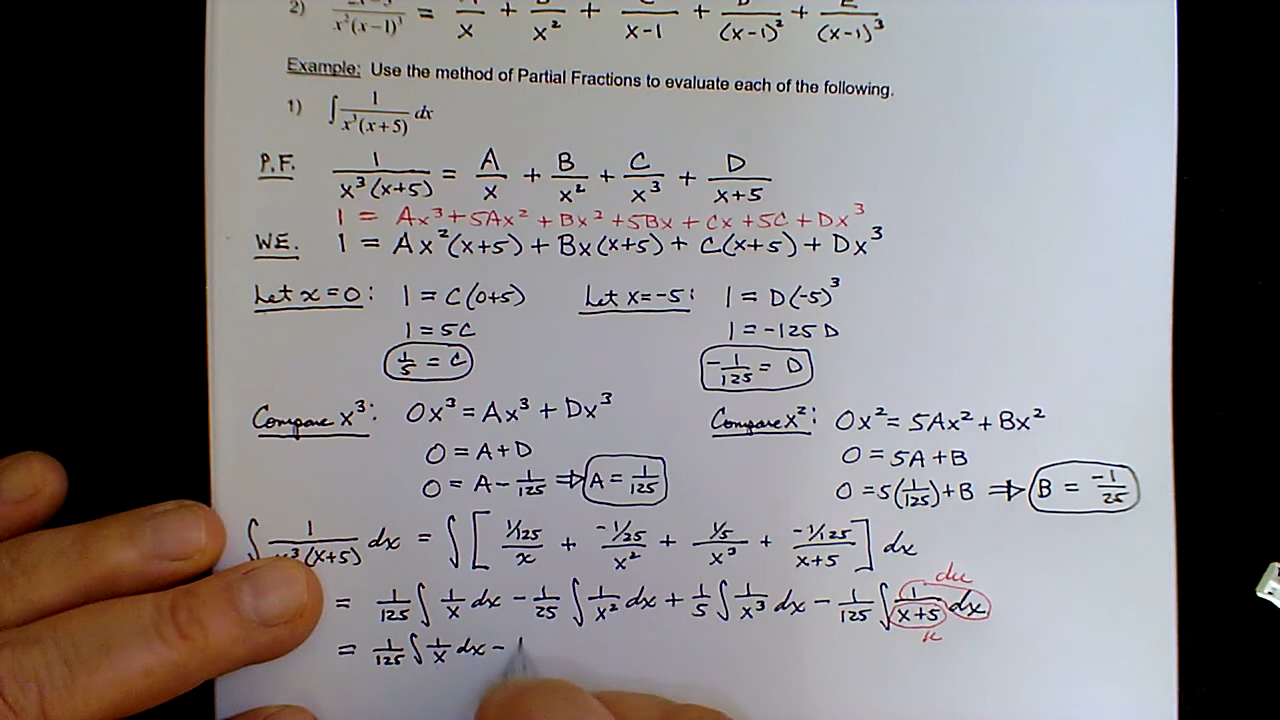 2) x²(x−1)³ = x + x² + x−1 + (x−1)² + (x−1)³
Example: Use the method of Partial Fractions to evaluate each of the following.
1) ∫ 1/(x³(x+5)) dx
P.F. 1/(x³(x+5)) = A/x + B/x² + C/x³ + D/(x+5)
1 = Ax³ + 5Ax² + Bx² + 5Bx + Cx + 5C + Dx³
W.E. 1 = Ax²(x+5) + Bx(x+5) + C(x+5) + Dx³
Let x=0: 1 = C(0+5) Let x=-5: 1 = D(-5)³
1 = 5C 1 = -125D
1/5 = C -1/125 = D
Compare x³: 0x³ = Ax³ + Dx³ Compare x²: 0x² = 5Ax² + Bx²
0 = A+D 0 = 5A+B
0 = A - 1/125 ⇒ A = 1/125 0 = 5(1/125) + B ⇒ B = -1/25
∫ 1/(x³(x+5)) dx = ∫ [ (1/125)/x + (-1/25)/x² + (1/5)/x³ + (-1/125)/(x+5) ] dx
du
= 1/125 ∫ 1/x dx - 1/25 ∫ 1/x² dx + 1/5 ∫ 1/x³ dx - 1/125 ∫ 1/(x+5) dx
u
= 1/125 ∫ 1/x dx -